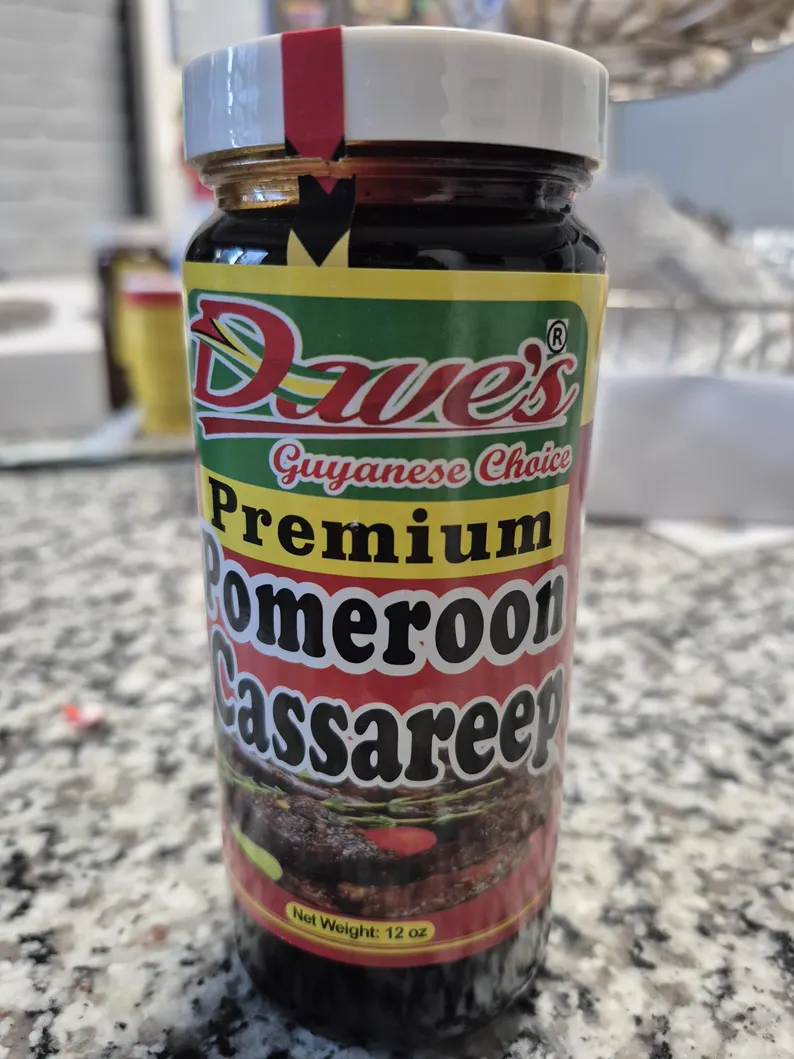 Dave's®
Guyanese Choice
Premium
Pomeroon
Cassareep
Net Weight: 12 oz